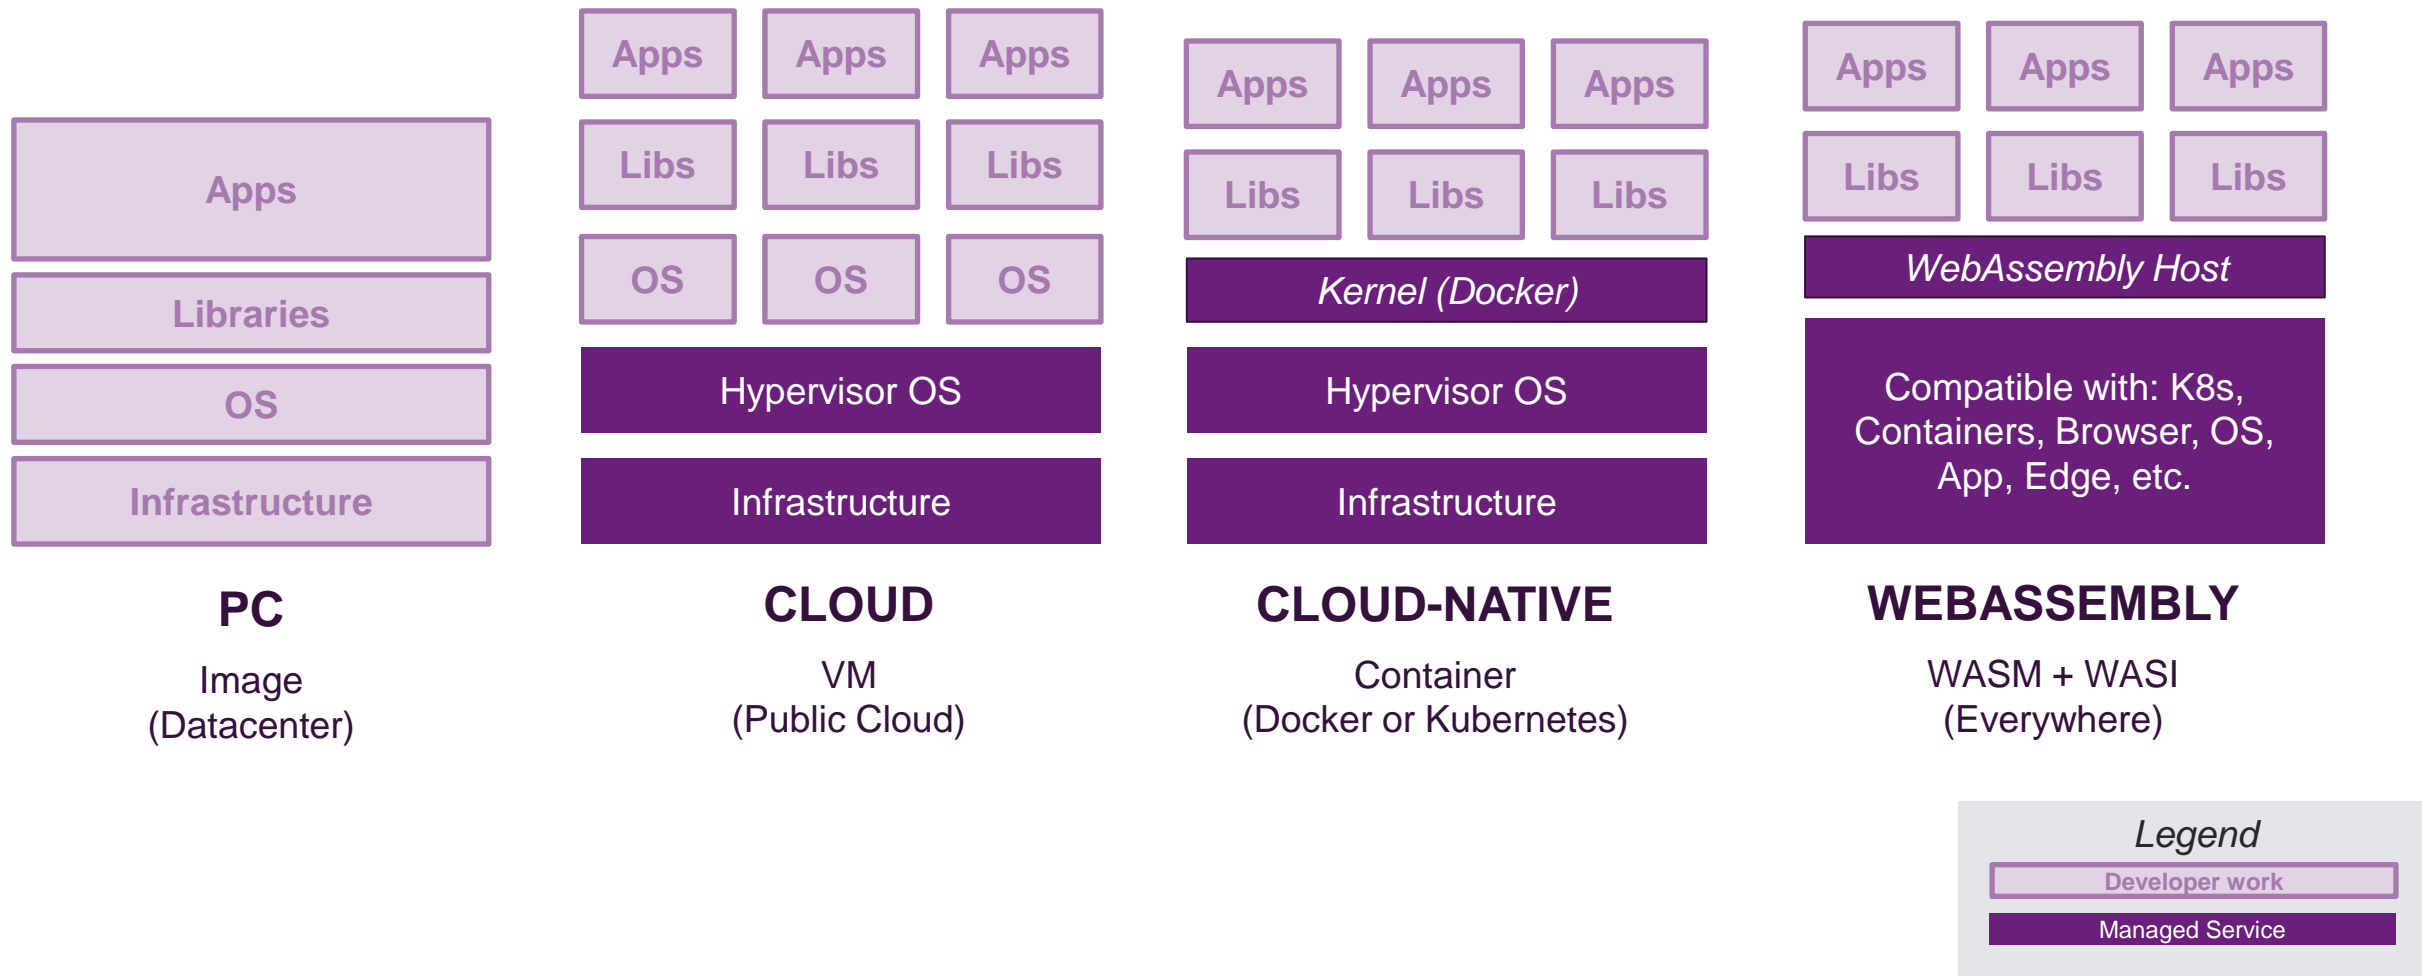 Apps
Libraries
OS
Infrastructure
PC
Image
(Datacenter)
Apps Apps Apps
Libs Libs Libs
OS OS OS
Hypervisor OS
Infrastructure
CLOUD
VM
(Public Cloud)
Apps Apps Apps
Libs Libs Libs
Kernel (Docker)
Hypervisor OS
Infrastructure
CLOUD-NATIVE
Container
(Docker or Kubernetes)
Apps Apps Apps
Libs Libs Libs
WebAssembly Host
Compatible with: K8s,
Containers, Browser, OS,
App, Edge, etc.
WEBASSEMBLY
WASM + WASI
(Everywhere)
Legend
Developer work
Managed Service